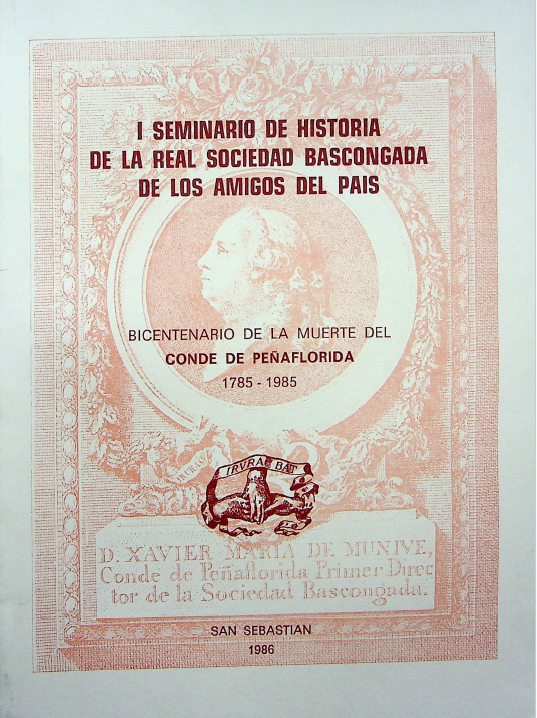 I SEMINARIO DE HISTORIA
DE LA REAL SOCIEDAD BASCONGADA
DE LOS AMIGOS DEL PAIS
BICENTENARIO DE LA MUERTE DEL
CONDE DE PEÑAFLORIDA
1785 - 1985
IRVRAC BAT
D. XAVIER MARIA DE MUNIVE,
Conde de Peñaflorida Primer Direc
tor de la Sociedad Bascongada.
SAN SEBASTIAN
1986